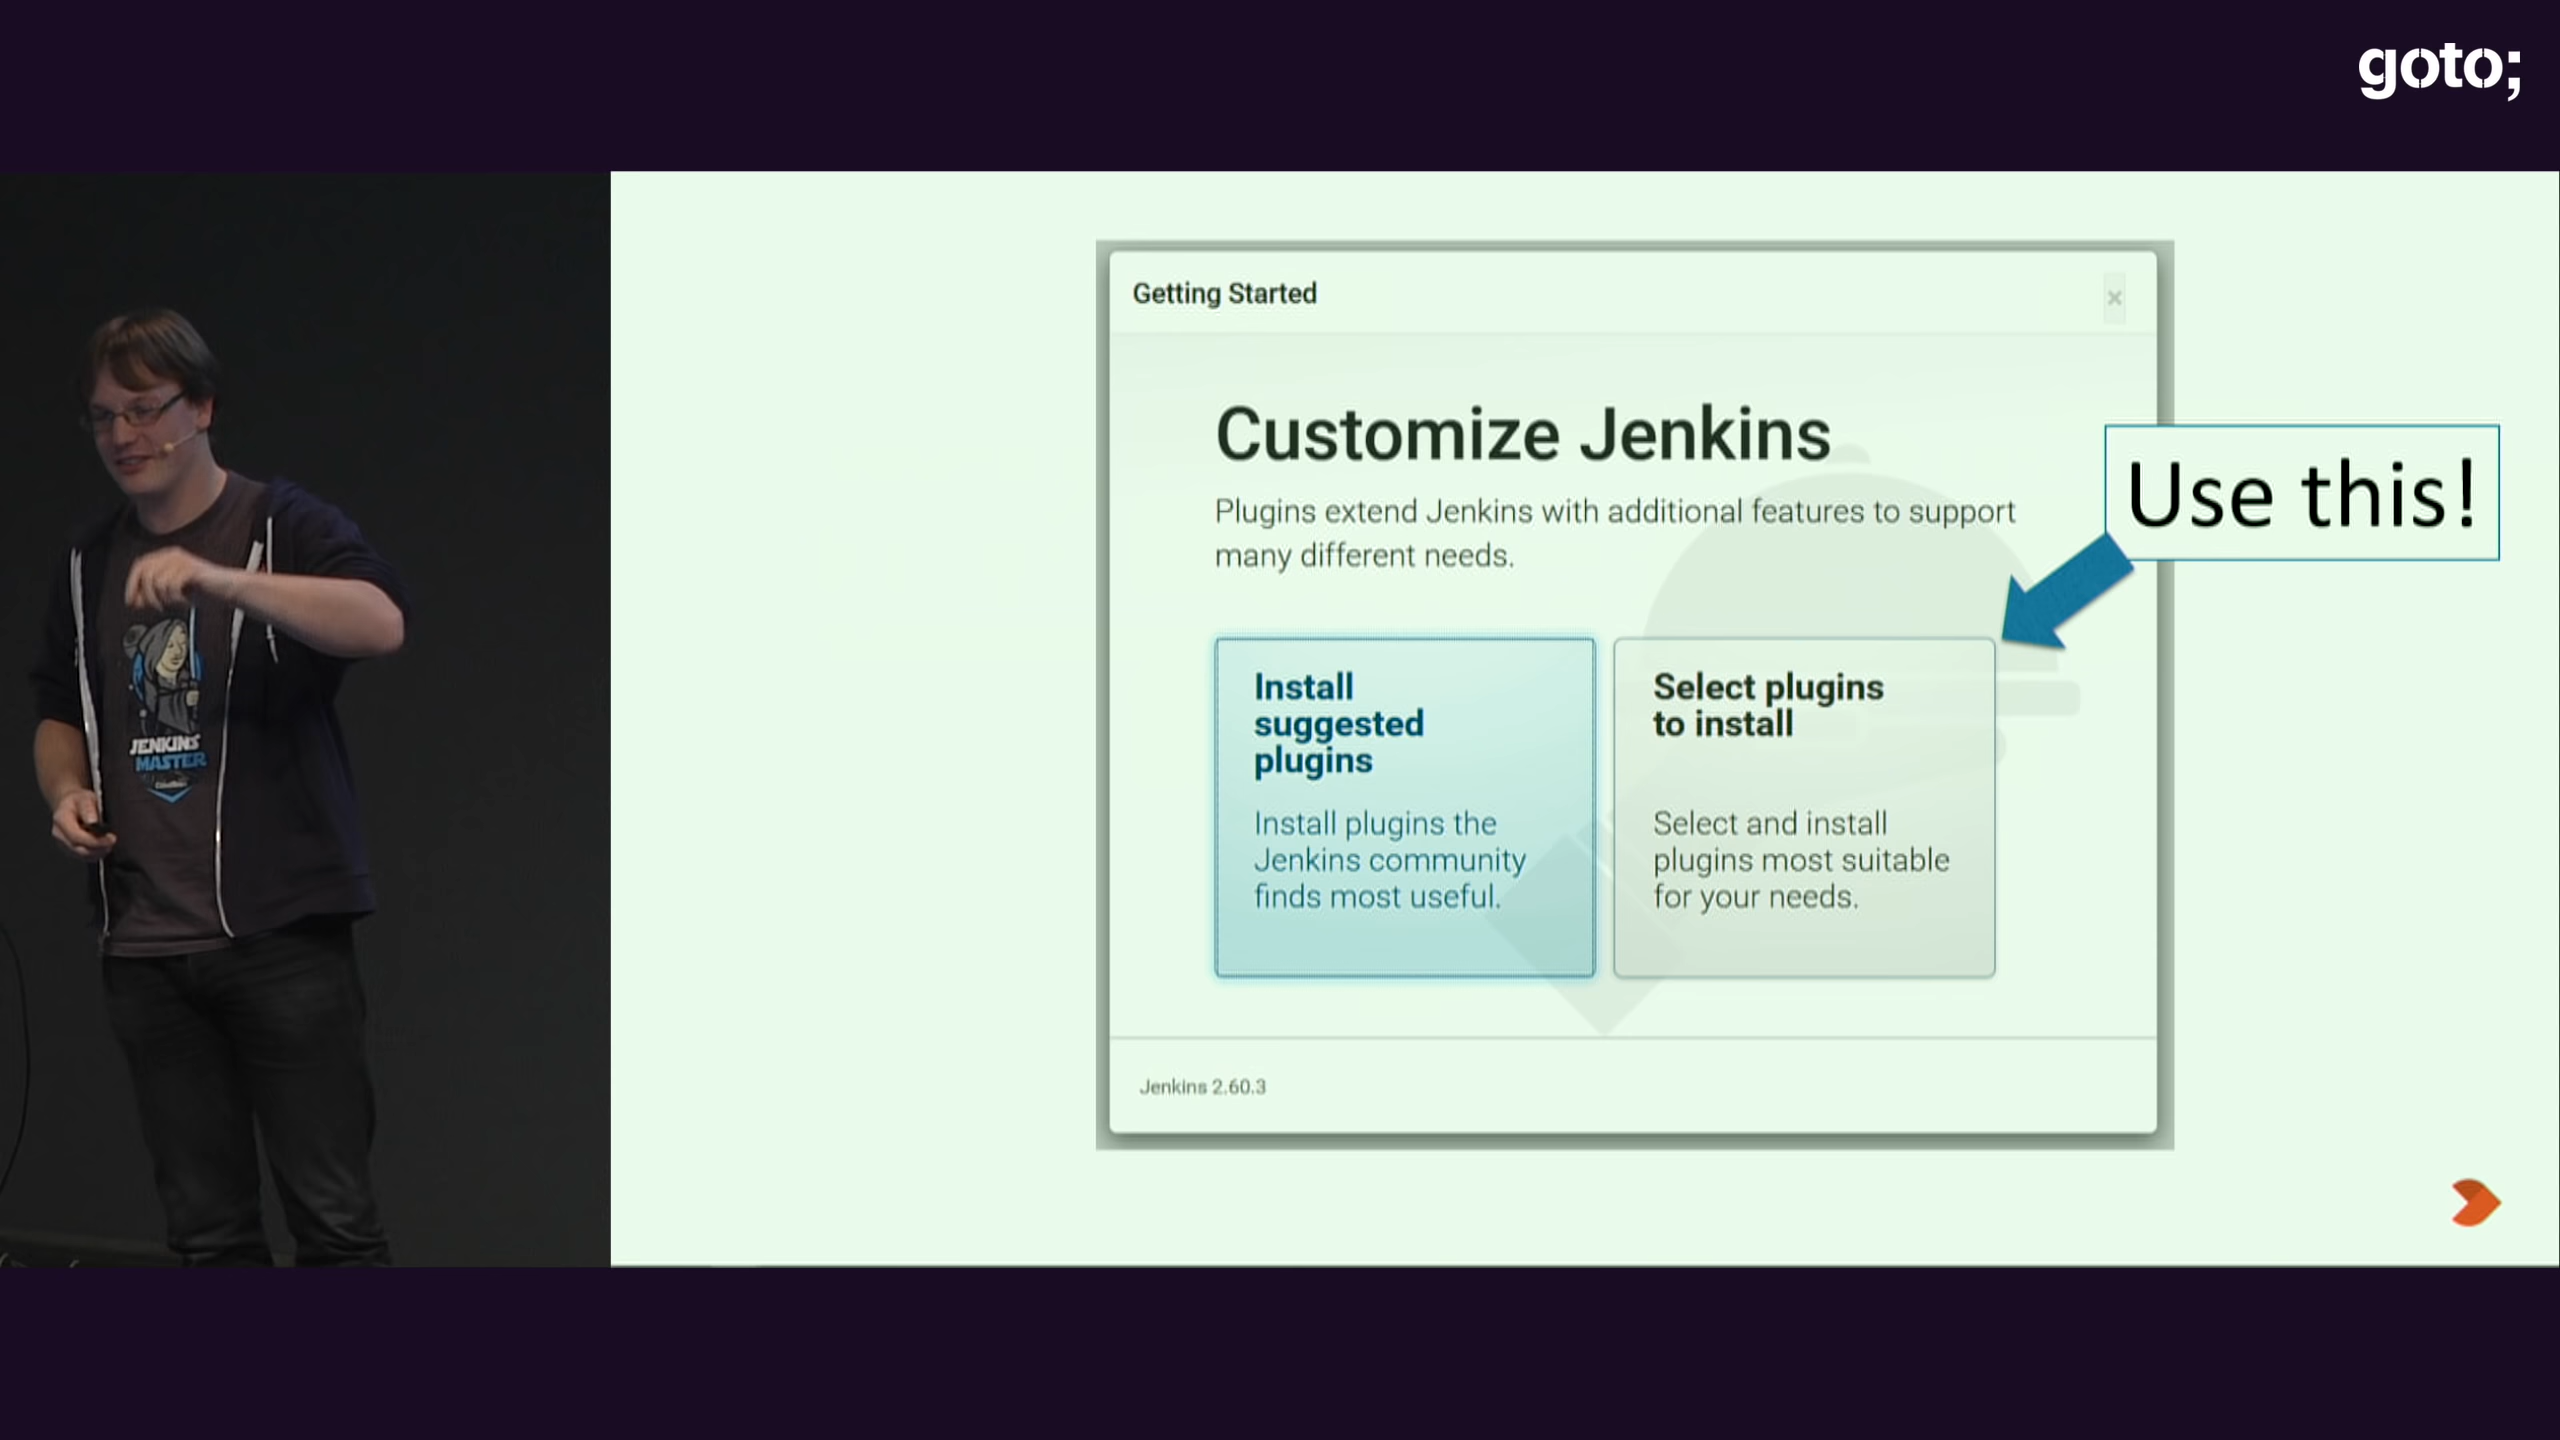 goto;
Getting Started
×
Customize Jenkins
Plugins extend Jenkins with additional features to support
many different needs.
Use this!
Install
suggested
plugins
Install plugins the
Jenkins community
finds most useful.
Select plugins
to install
Select and install
plugins most suitable
for your needs.
Jenkins 2.60.3
JENKINS
MASTER